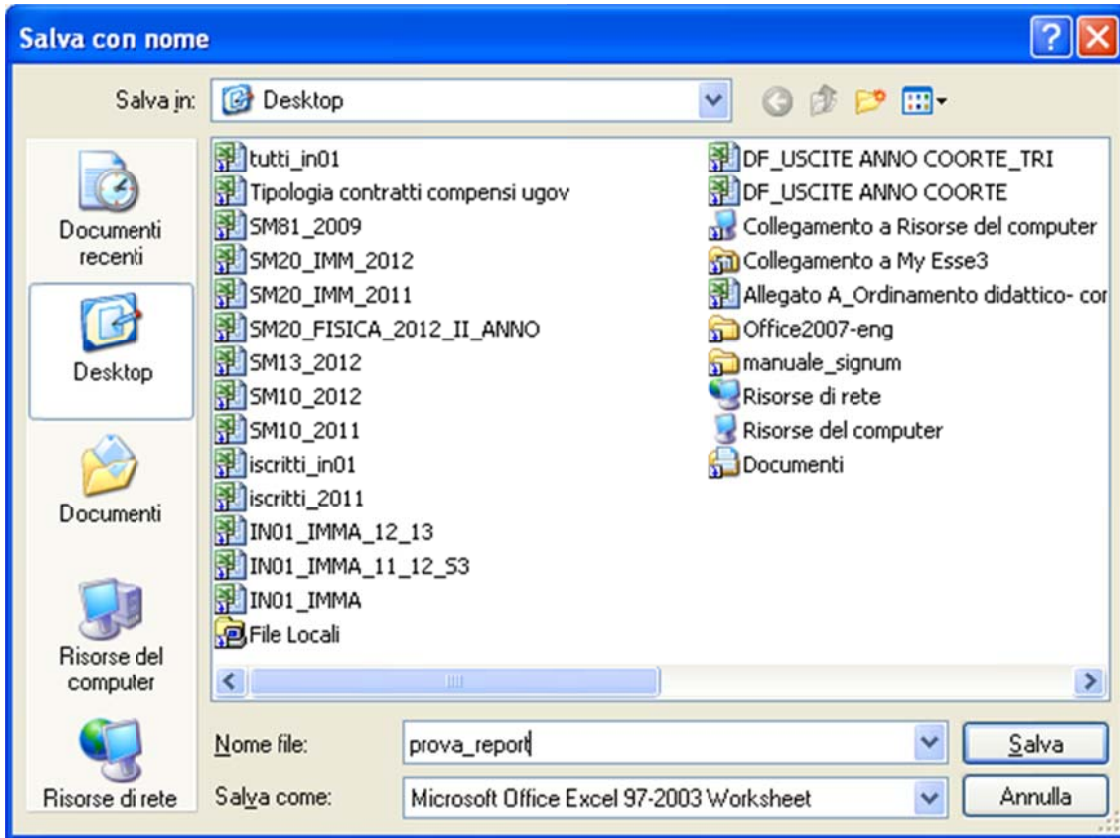 Salva con nome
Salva in:
Desktop
Documenti
recenti
Desktop
Documenti
Risorse del
computer
Risorse di rete
tutti_in01
Tipologia contratti compensi ugov
SM81_2009
SM20_IMM_2012
SM20_IMM_2011
SM20_FISICA_2012_II_ANNO
SM13_2012
SM10_2012
SM10_2011
iscritti_in01
iscritti_2011
IN01_IMMA_12_13
IN01_IMMA_11_12_S3
IN01_IMMA
File Locali
DF_USCITE ANNO COORTE_TRI
DF_USCITE ANNO COORTE
Collegamento a Risorse del computer
Collegamento a My Esse3
Allegato A_Ordinamento didattico- cor
Office2007-eng
manuale_signum
Risorse di rete
Risorse del computer
Documenti
Nome file:
prova_report
Salva
Salva come:
Microsoft Office Excel 97-2003 Worksheet
Annulla